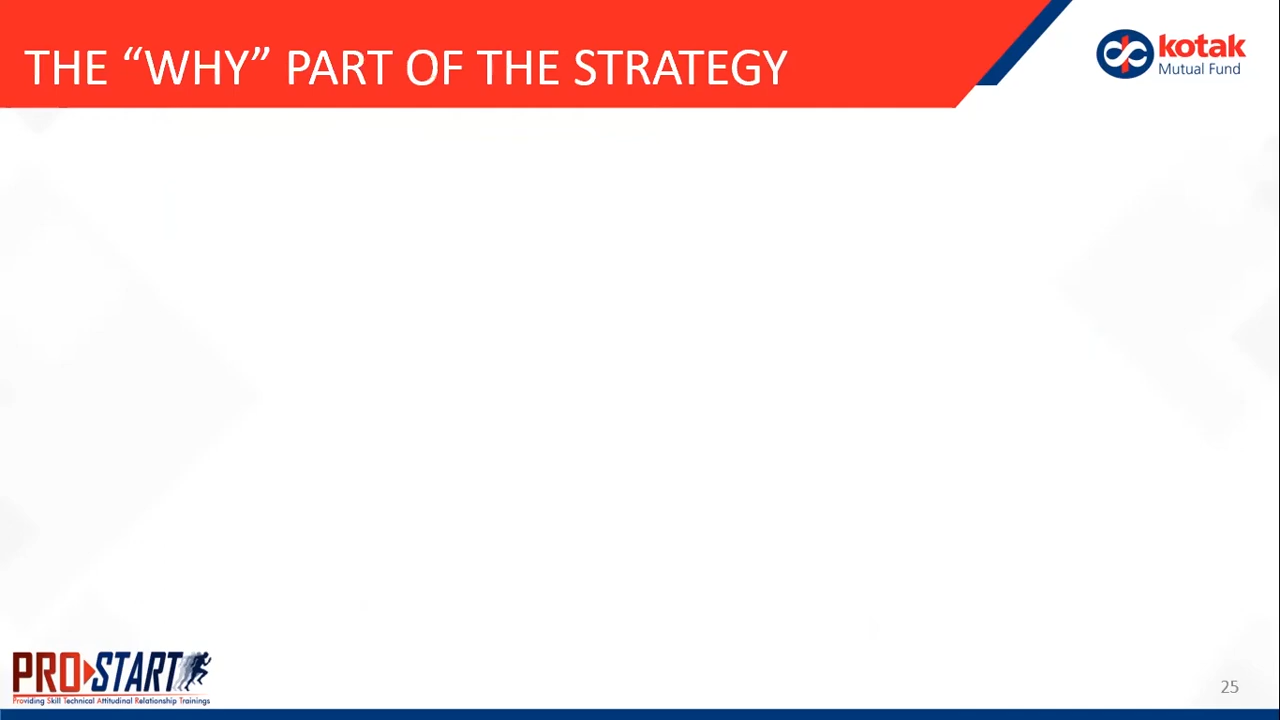 THE “WHY” PART OF THE STRATEGY
kotak
Mutual Fund
PRO START
Providing Skill Technical Attitudinal Relationship Trainings
25